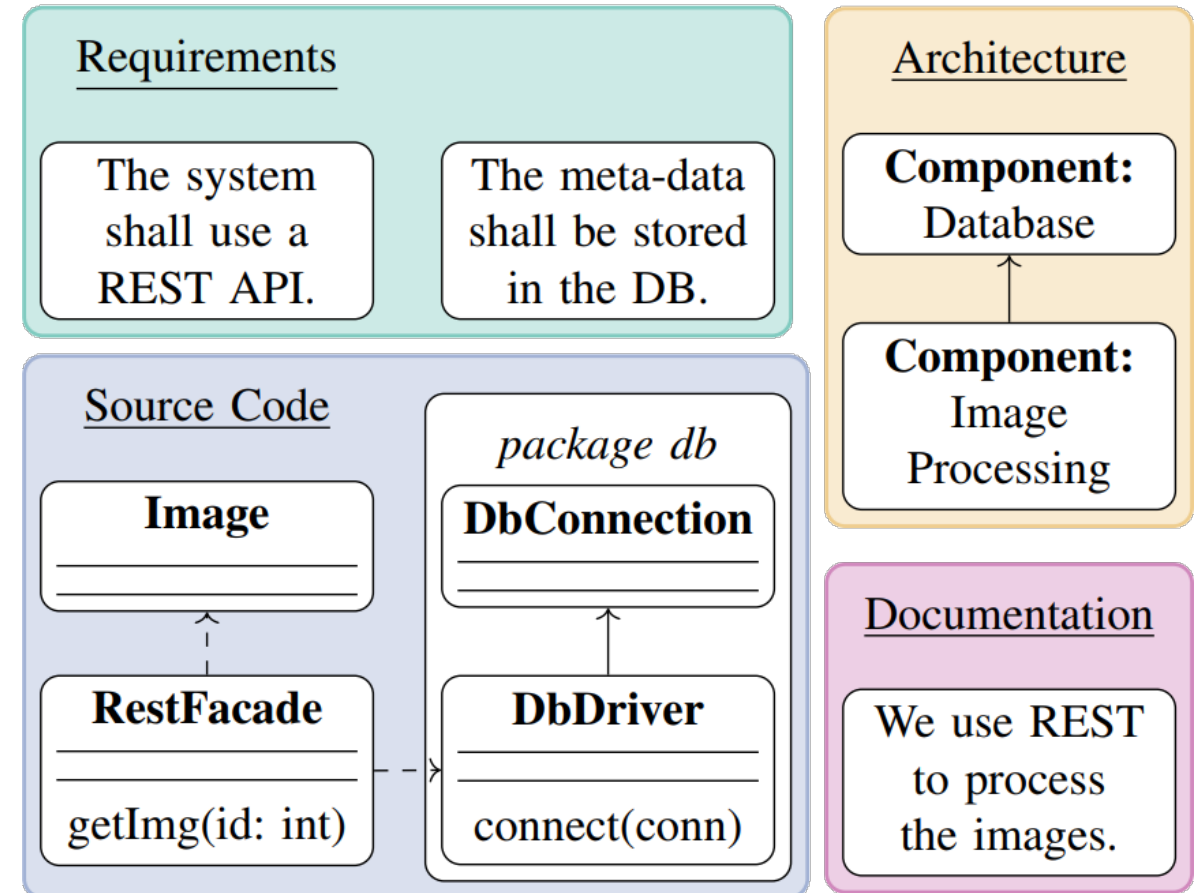 Requirements
The system
shall use a
REST API.
The meta-data
shall be stored
in the DB.
Architecture
Component:
Database
Component:
Image
Processing
Source Code
Image
RestFacade
getImg(id: int)
package db
DbConnection
DbDriver
connect(conn)
Documentation
We use REST
to process
the images.